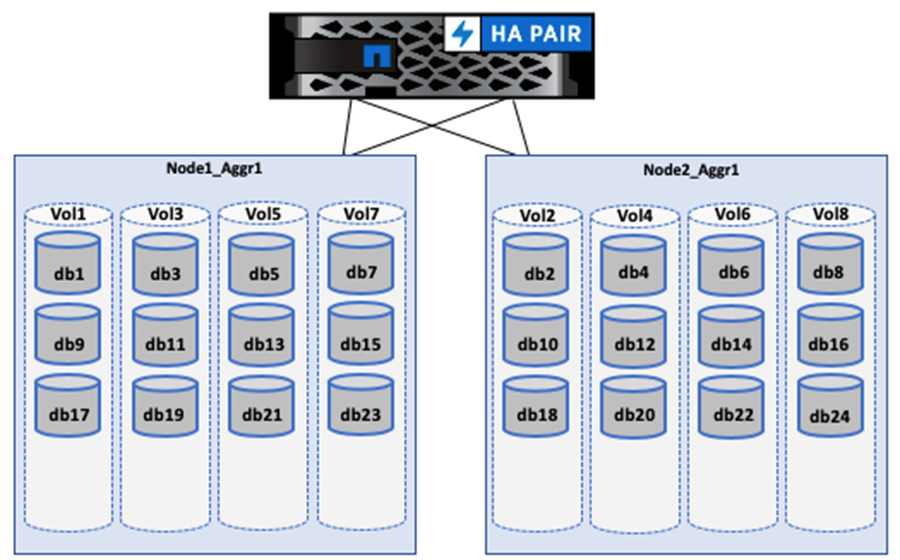 HA PAIR
Node1_Aggr1
Vol1 Vol3 Vol5 Vol7
db1 db3 db5 db7
db9 db11 db13 db15
db17 db19 db21 db23
Node2_Aggr1
Vol2 Vol4 Vol6 Vol8
db2 db4 db6 db8
db10 db12 db14 db16
db18 db20 db22 db24